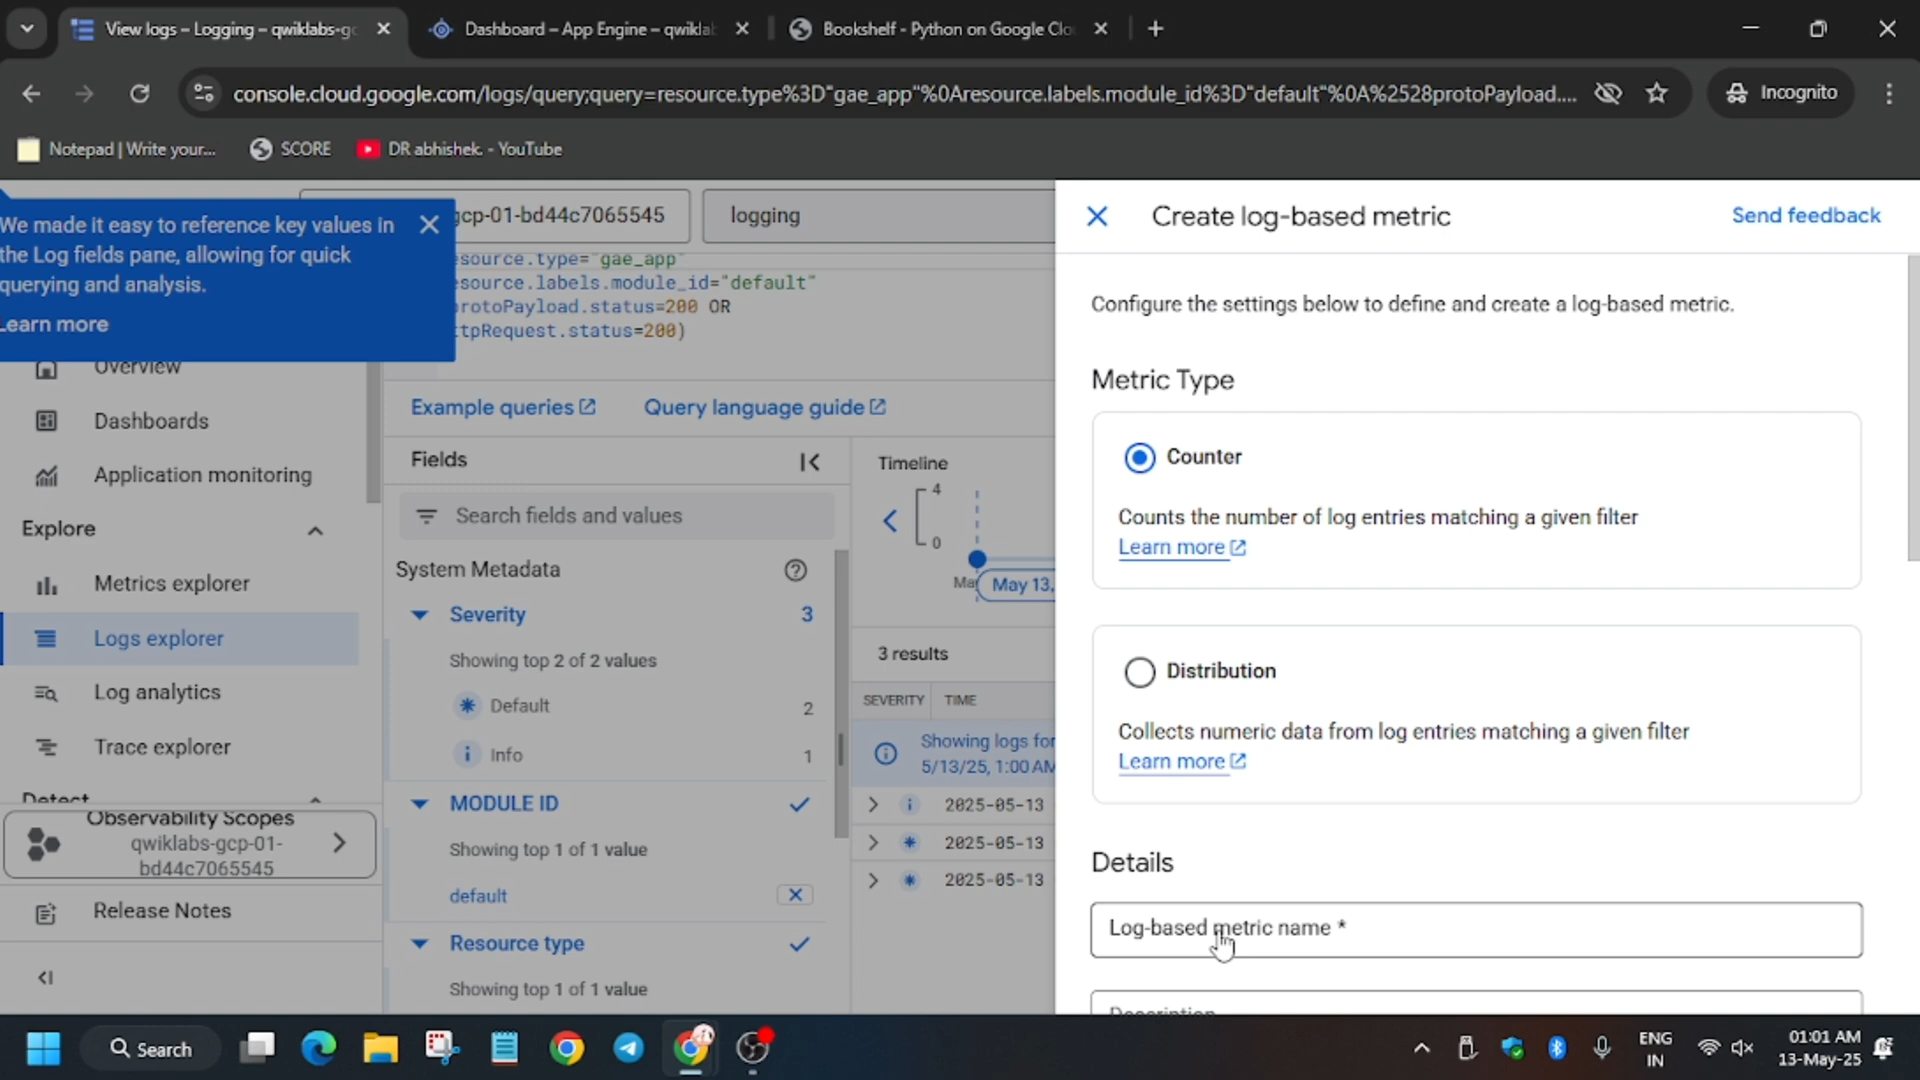 View logs – Logging – qwiklabs-gc
Dashboard – App Engine – qwikla
Bookshelf - Python on Google Clo
console.cloud.google.com/logs/query;query=resource.type%3D"gae_app"%0Aresource.labels.module_id%3D"default"%0A%2528protoPayload....
Incognito
Notepad | Write your...
SCORE
DR abhishek. - YouTube
We made it easy to reference key values in
the Log fields pane, allowing for quick
querying and analysis.
Learn more
gcp-01-bd44c7065545
logging
esource.type="gae_app"
esource.labels.module_id="default"
rotoPayload.status=200 OR
ttpRequest.status=200)
Overview
Dashboards
Application monitoring
Explore
Metrics explorer
Logs explorer
Log analytics
Trace explorer
Detect
Observability Scopes
qwiklabs-gcp-01-
bd44c7065545
Release Notes
Example queries
Query language guide
Fields
Search fields and values
System Metadata
Severity 3
Showing top 2 of 2 values
Default 2
Info 1
MODULE ID
Showing top 1 of 1 value
default
Resource type
Showing top 1 of 1 value
Timeline
4
0
Ma
May 13,
3 results
SEVERITY TIME
Showing logs for
5/13/25, 1:00 AM
2025-05-13
2025-05-13
2025-05-13
Create log-based metric
Send feedback
Configure the settings below to define and create a log-based metric.
Metric Type
Counter
Counts the number of log entries matching a given filter
Learn more
Distribution
Collects numeric data from log entries matching a given filter
Learn more
Details
Log-based metric name *
Description
Search
ENG
IN
01:01 AM
13-May-25